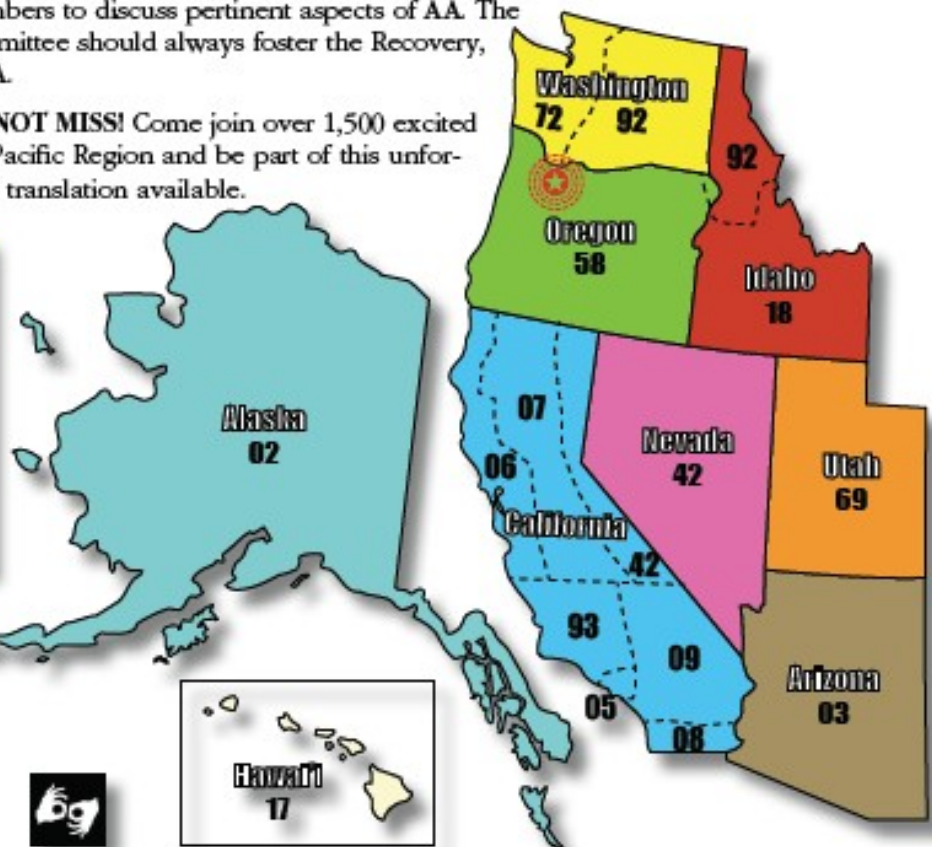 bers to discuss pertinent aspects of AA. The
mittee should always foster the Recovery,
A.
NOT MISS! Come join over 1,500 excited
Pacific Region and be part of this unfor-
translation available.
Washington
72 92
92
Oregon
58
Idaho
18
Alaska
02
07
Nevada
42
Utah
69
06
California
42
93
09
05
08
Arizona
03
Hawai'i
17